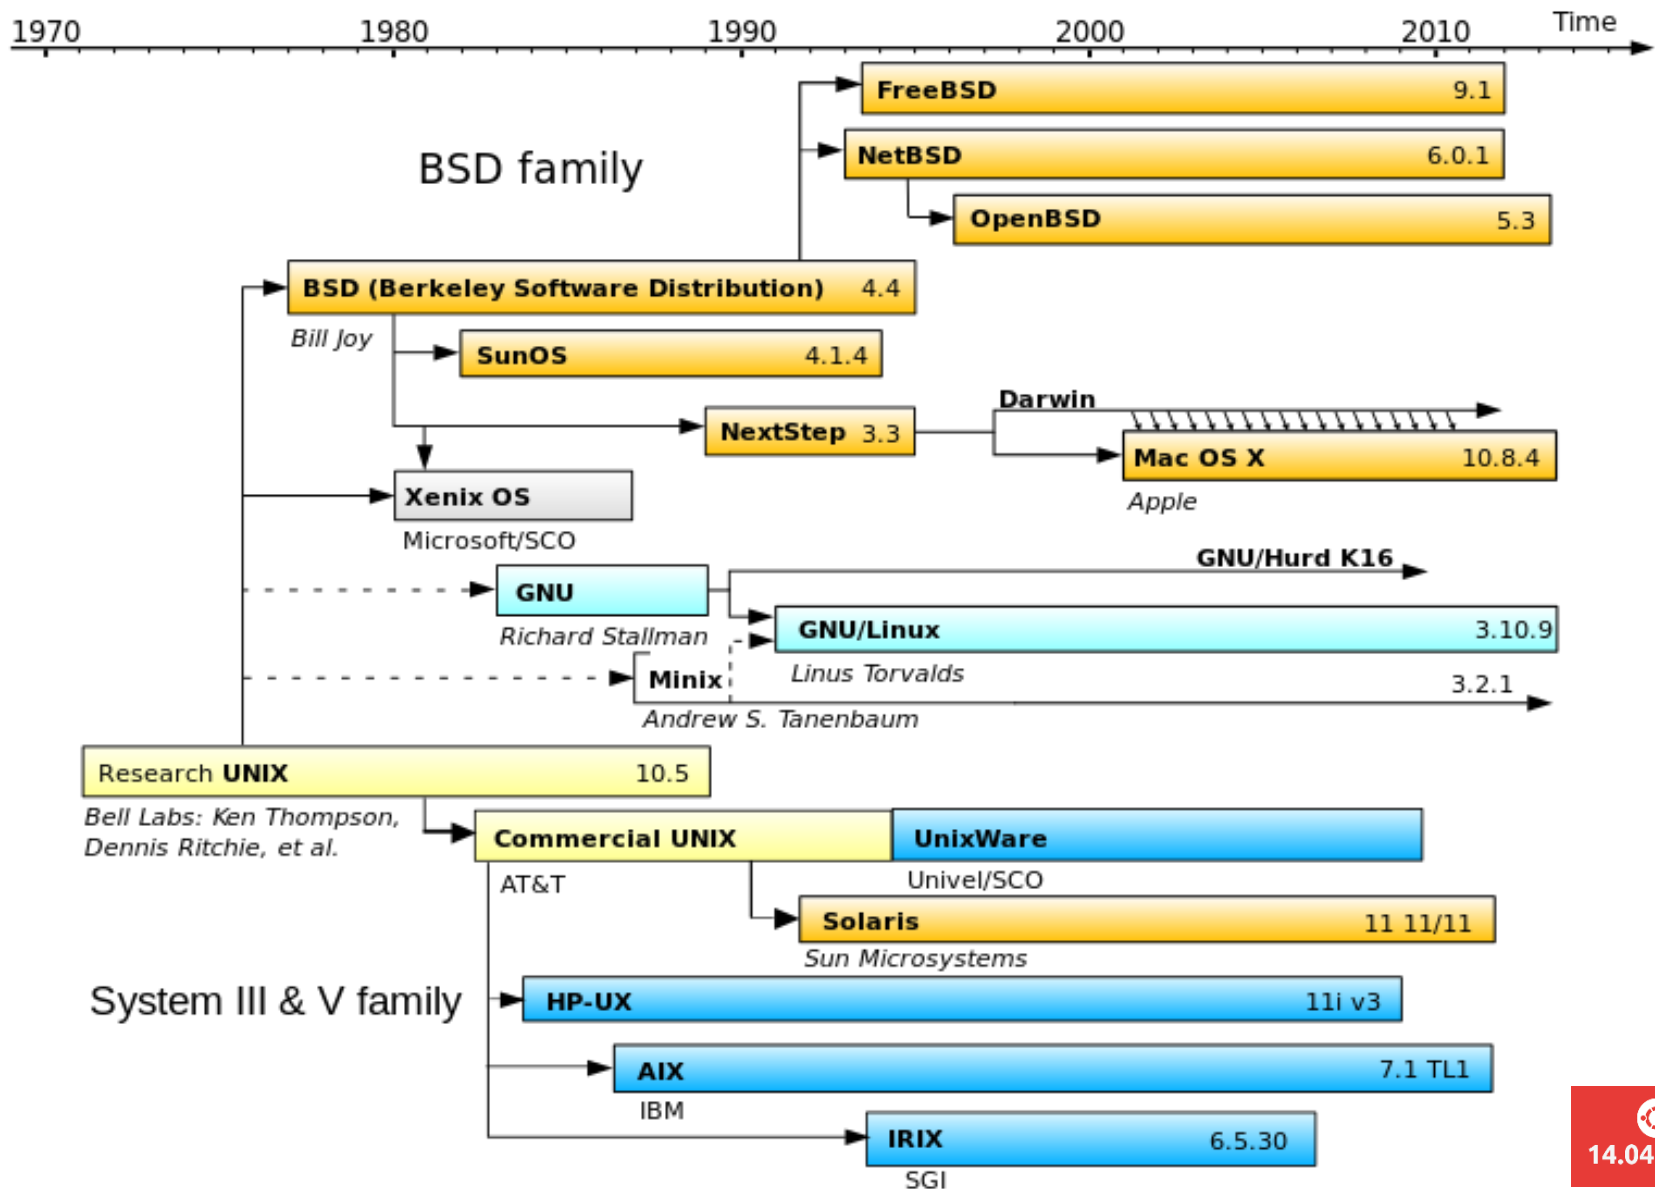 1970 1980 1990 2000 2010 Time
FreeBSD 9.1
BSD family
NetBSD 6.0.1
OpenBSD 5.3
BSD (Berkeley Software Distribution) 4.4
Bill Joy
SunOS 4.1.4
Darwin
NextStep 3.3
Mac OS X 10.8.4
Apple
Xenix OS
Microsoft/SCO
GNU/Hurd K16
GNU
Richard Stallman
GNU/Linux 3.10.9
Linus Torvalds
Minix 3.2.1
Andrew S. Tanenbaum
Research UNIX 10.5
Bell Labs: Ken Thompson,
Dennis Ritchie, et al.
Commercial UNIX
UnixWare
AT&T
Univel/SCO
Solaris 11 11/11
Sun Microsystems
System III & V family
HP-UX 11i v3
AIX 7.1 TL1
IBM
IRIX 6.5.30
SGI
14.04